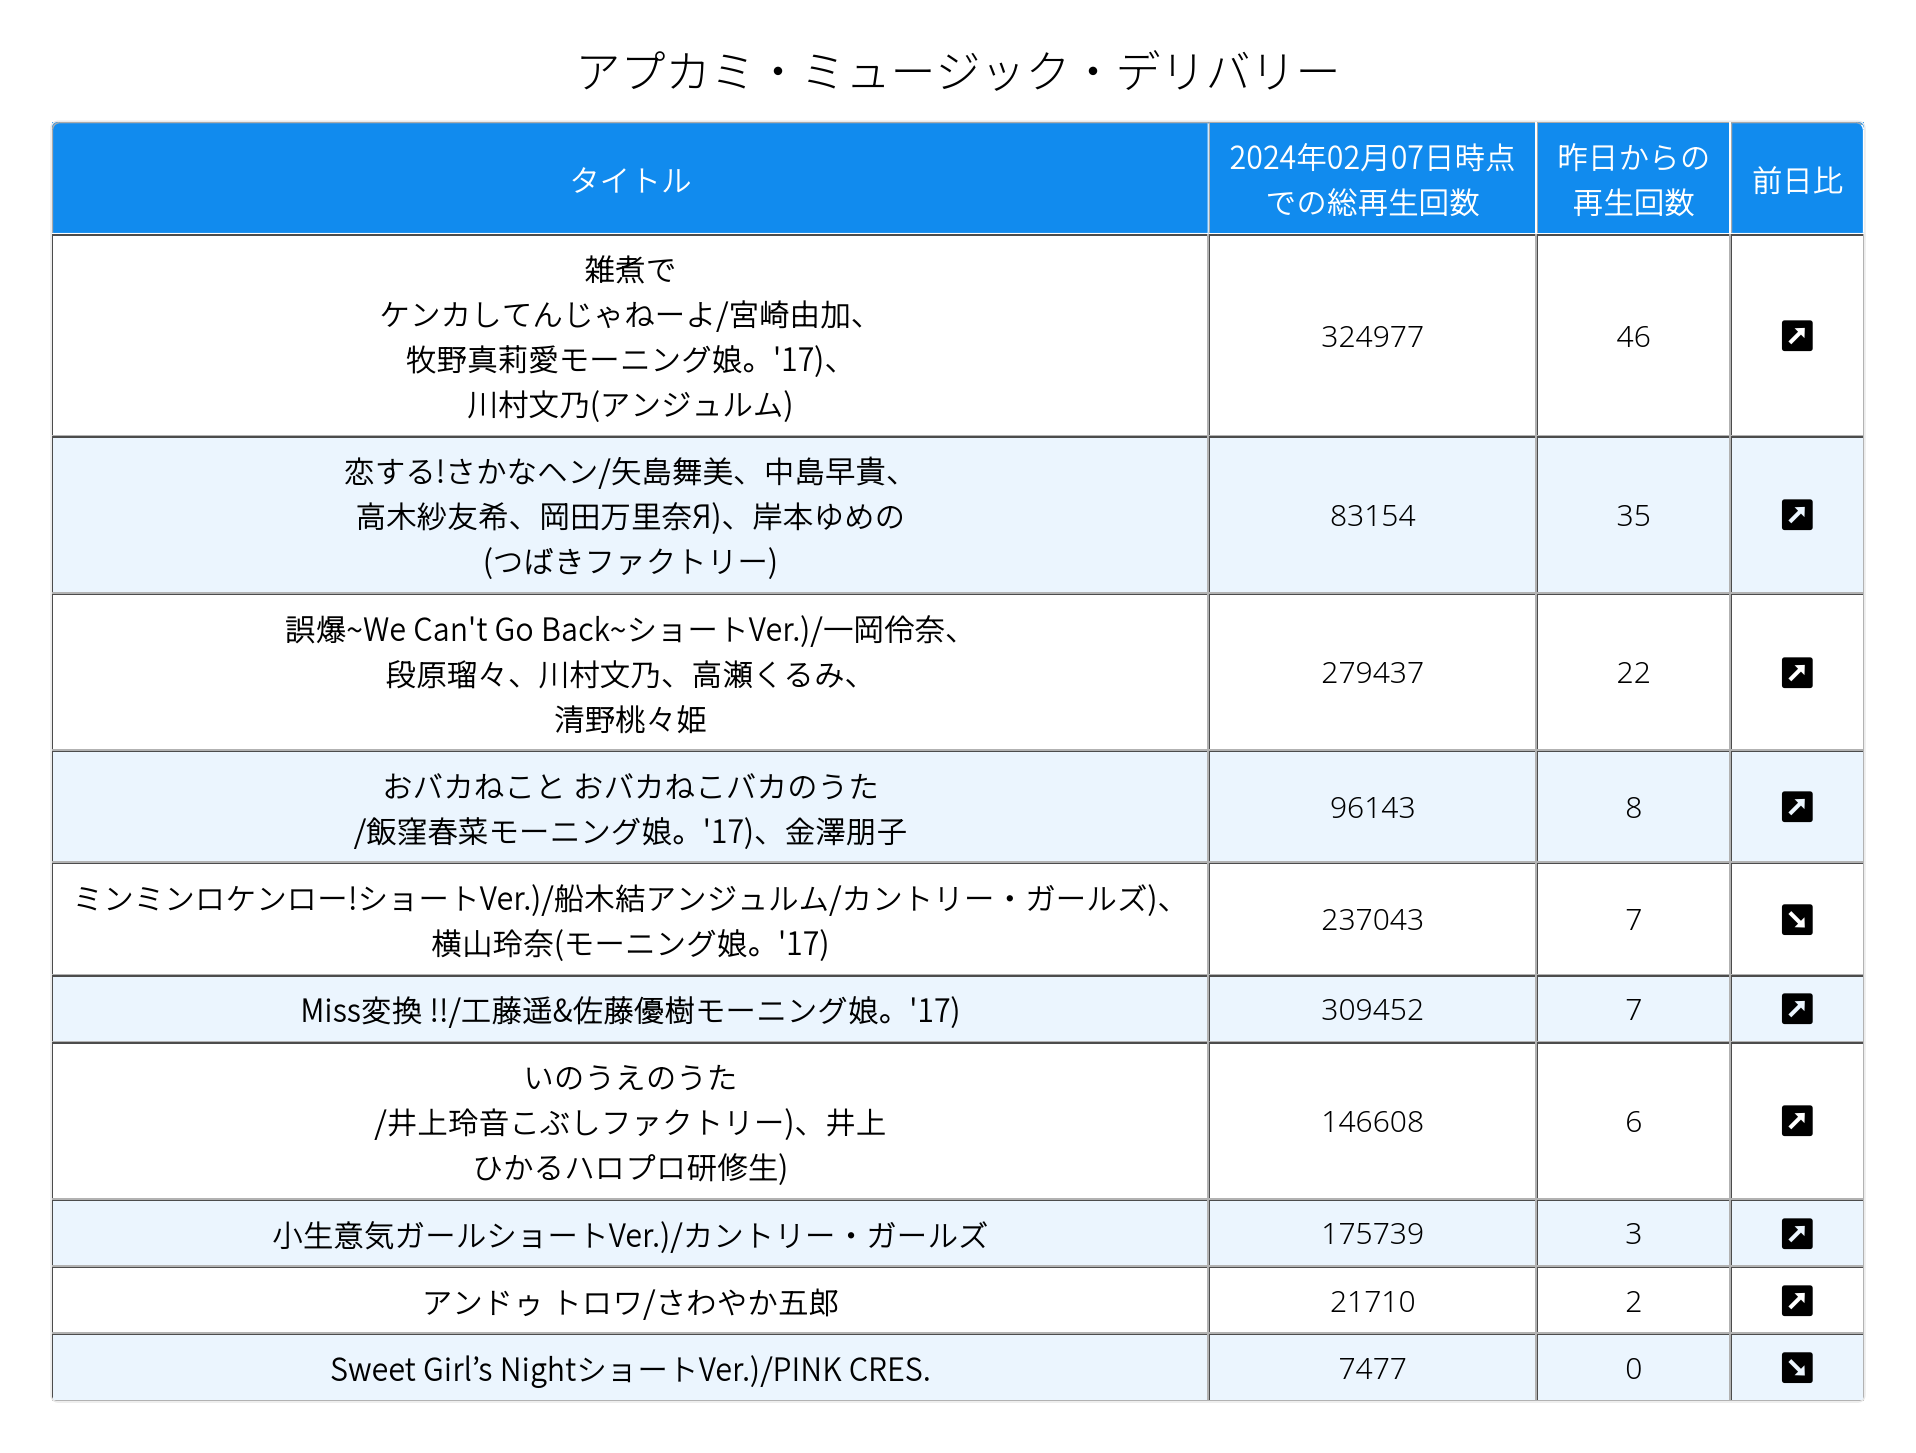 アプカミ・ミュージック・デリバリー
タイトル
2024年02月07日時点
での総再生回数
昨日からの
再生回数
前日比
雑煮で
ケンカしてんじゃねーよ/宮崎由加、
牧野真莉愛モーニング娘。'17)、
川村文乃(アンジュルム)
324977
46
恋する!さかなヘン/矢島舞美、中島早貴、
高木紗友希、岡田万里奈Я)、岸本ゆめの
(つばきファクトリー)
83154
35
誤爆~We Can't Go Back~ショートVer.)/一岡伶奈、
段原瑠々、川村文乃、高瀬くるみ、
清野桃々姫
279437
22
おバカねこと おバカねこバカのうた
/飯窪春菜モーニング娘。'17)、金澤朋子
96143
8
ミンミンロケンロー!ショートVer.)/船木結アンジュルム/カントリー・ガールズ)、
横山玲奈(モーニング娘。'17)
237043
7
Miss変換 !!/工藤遥&佐藤優樹モーニング娘。'17)
309452
7
いのうえのうた
/井上玲音こぶしファクトリー)、井上
ひかるハロプロ研修生)
146608
6
小生意気ガールショートVer.)/カントリー・ガールズ
175739
3
アンドゥ トロワ/さわやか五郎
21710
2
Sweet Girl’s NightショートVer.)/PINK CRES.
7477
0